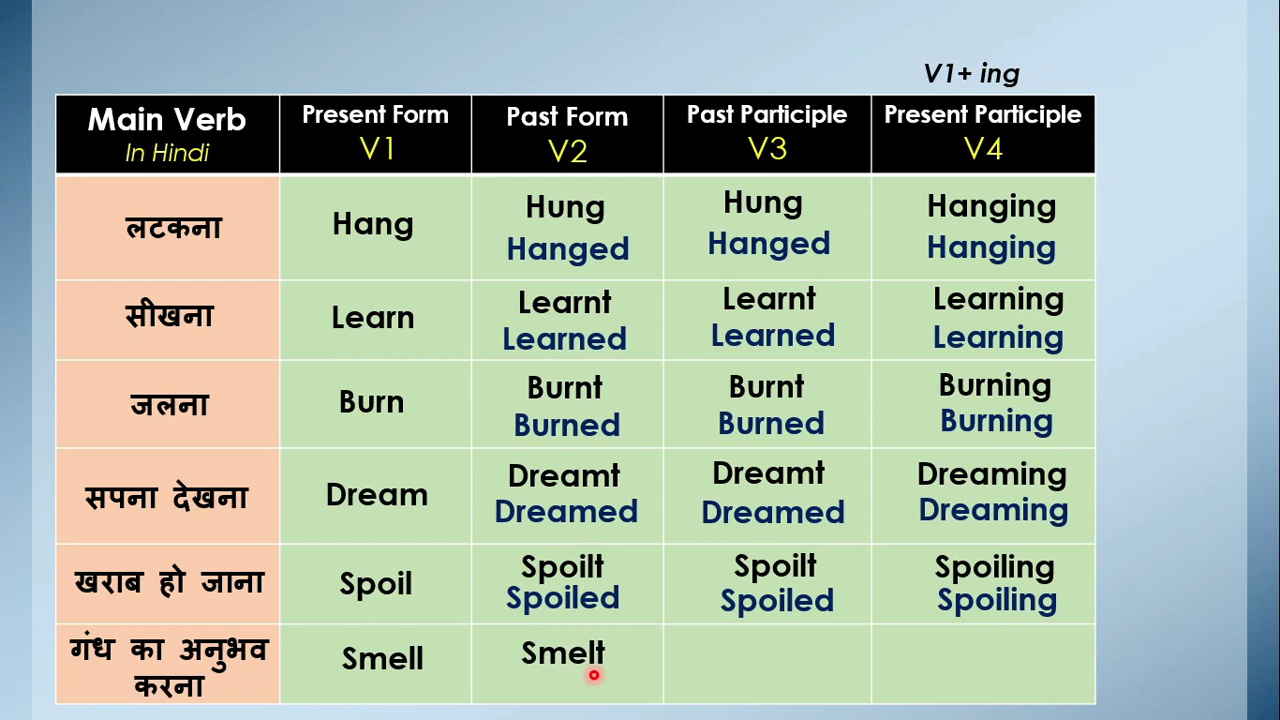 V1+ ing
Main Verb
In Hindi
Present Form
V1
Past Form
V2
Past Participle
V3
Present Participle
V4
लटकना
Hang
Hung
Hanged
Hung
Hanged
Hanging
Hanging
सीखना
Learn
Learnt
Learned
Learnt
Learned
Learning
Learning
जलना
Burn
Burnt
Burned
Burnt
Burned
Burning
Burning
सपना देखना
Dream
Dreamt
Dreamed
Dreamt
Dreamed
Dreaming
Dreaming
खराब हो जाना
Spoil
Spoilt
Spoiled
Spoilt
Spoiled
Spoiling
Spoiling
गंध का अनुभव
करना
Smell
Smelt